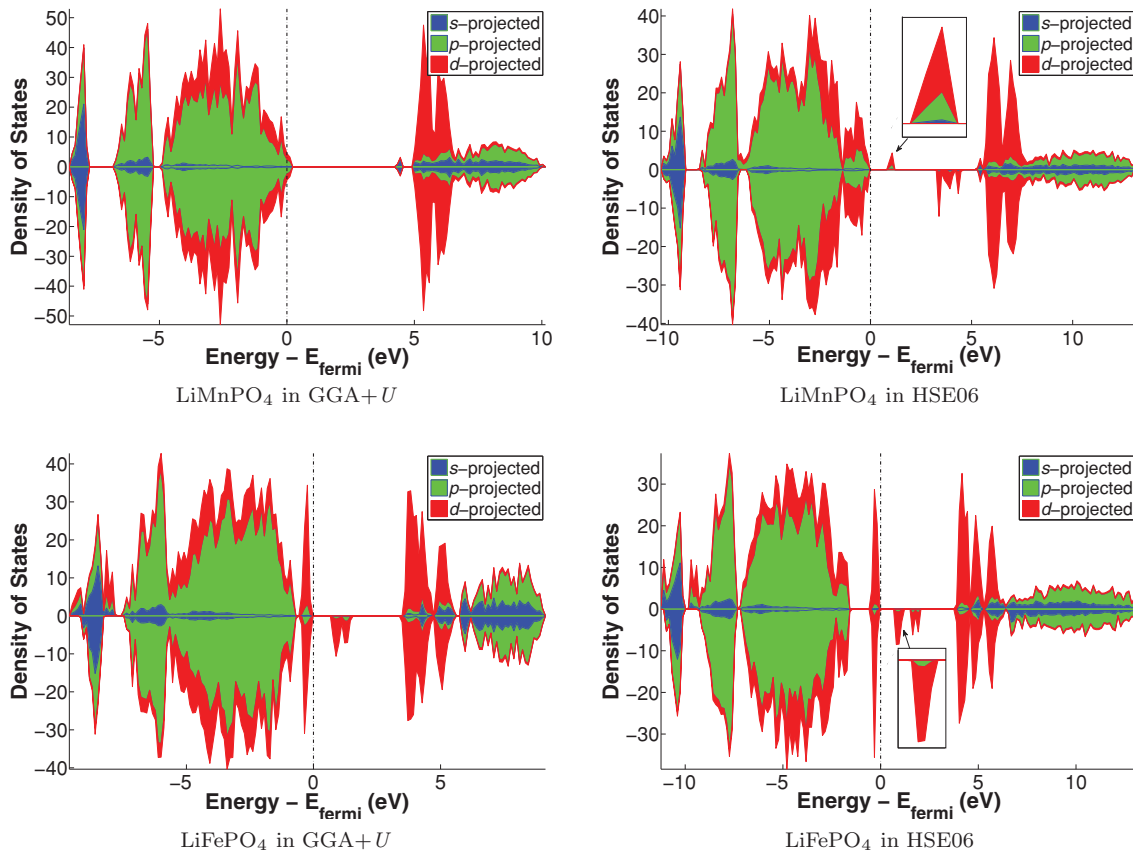 50
40
30
20
10
0
−10
−20
−30
−40
−50
Density of States
s−projected
p−projected
d−projected
−5
0
5
10
Energy − E_fermi (eV)
LiMnPO₄ in GGA+U
40
30
20
10
0
−10
−20
−30
−40
Density of States
s−projected
p−projected
d−projected
−10
−5
0
5
10
Energy − E_fermi (eV)
LiMnPO₄ in HSE06
40
30
20
10
0
−10
−20
−30
−40
Density of States
s−projected
p−projected
d−projected
−5
0
5
Energy − E_fermi (eV)
LiFePO₄ in GGA+U
30
20
10
0
−10
−20
−30
Density of States
s−projected
p−projected
d−projected
−10
−5
0
5
10
Energy − E_fermi (eV)
LiFePO₄ in HSE06